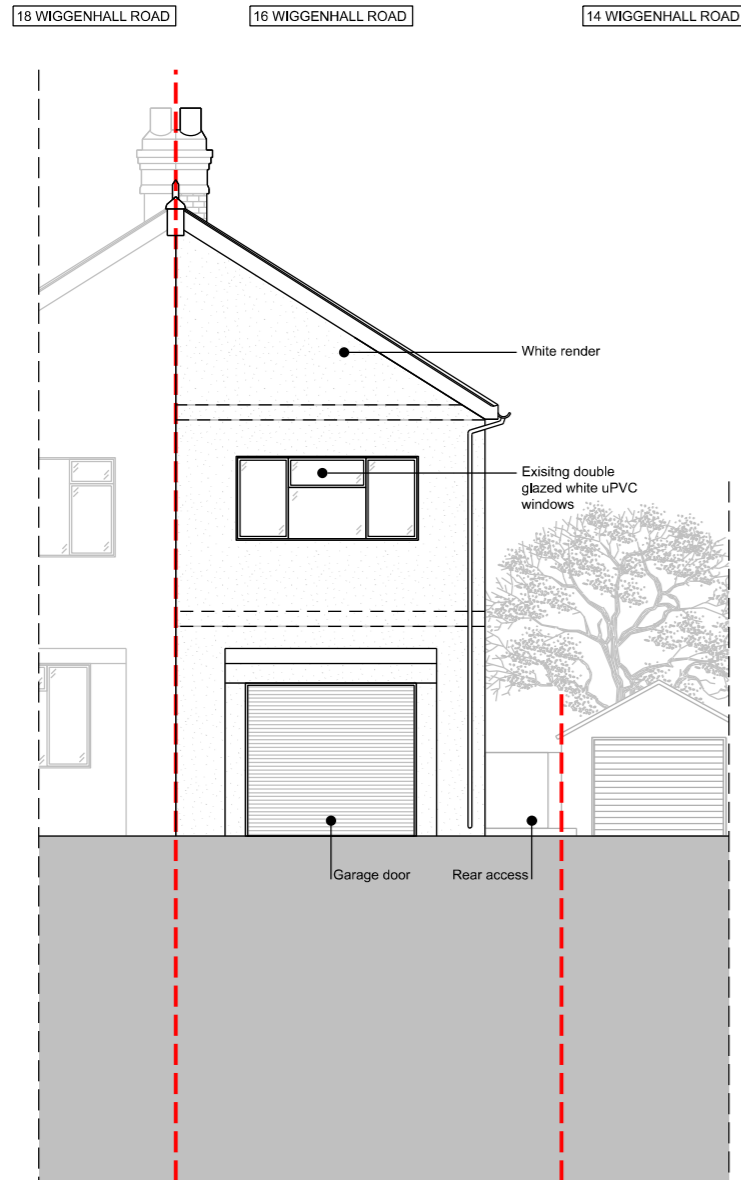 18 WIGGENHALL ROAD
16 WIGGENHALL ROAD
14 WIGGENHALL ROAD
White render
Exisitng double
glazed white uPVC
windows
Garage door
Rear access